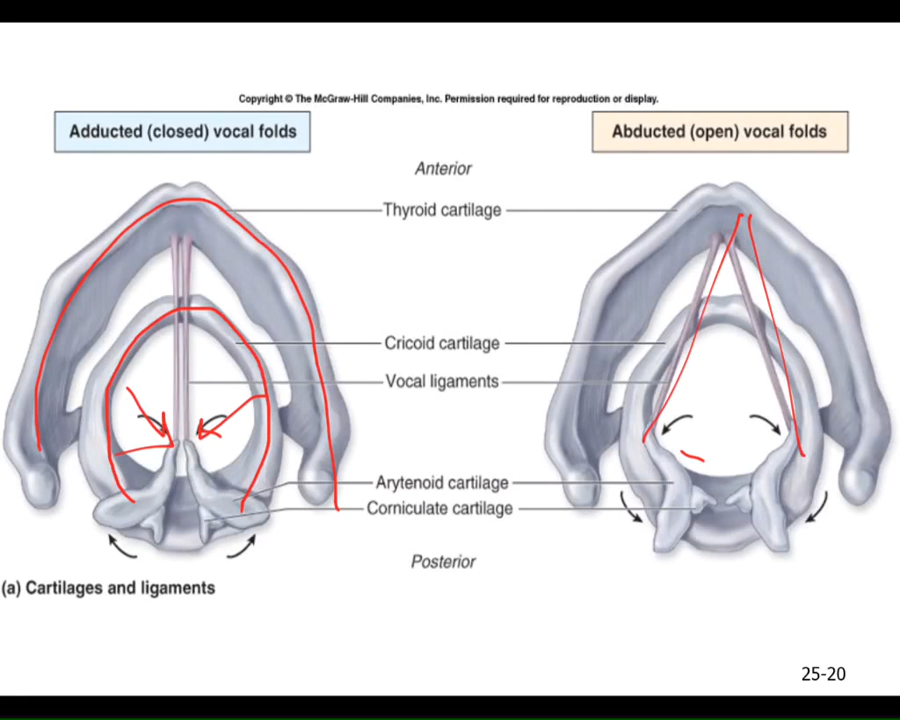 Copyright © The McGraw-Hill Companies, Inc. Permission required for reproduction or display.
Adducted (closed) vocal folds
Abducted (open) vocal folds
Anterior
Thyroid cartilage
Cricoid cartilage
Vocal ligaments
Arytenoid cartilage
Corniculate cartilage
Posterior
(a) Cartilages and ligaments
25-20